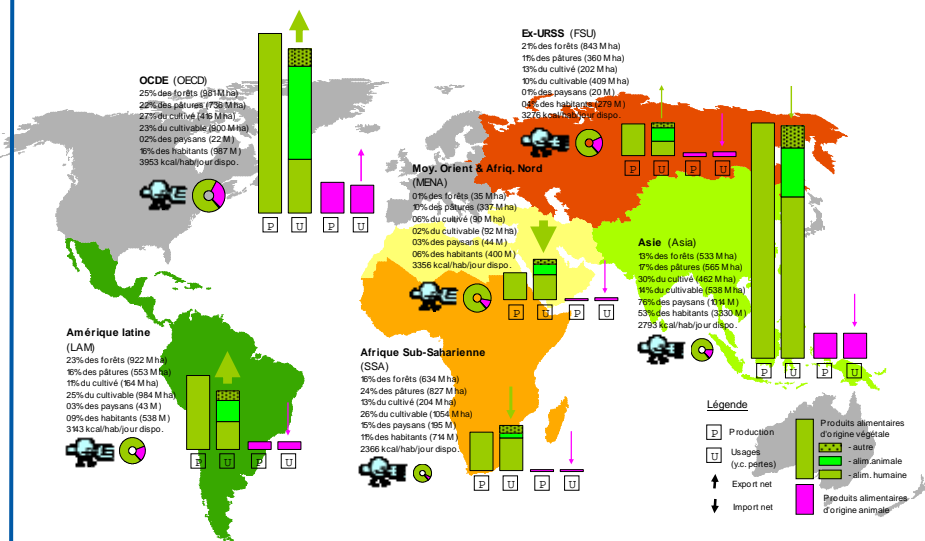 Ex-URSS (FSU)
21% des forêts (843 M ha)
11% des pâtures (360 M ha)
13% du cultivé (202 M ha)
10% du cultivable (409 M ha)
01% des paysans (20 M)
04% des habitants (279 M)
3276 kcal/hab/jour dispo.
P
U
P
U
OCDE (OECD)
25% des forêts (981 M ha)
22% des pâtures (738 M ha)
27% du cultivé (416 M ha)
23% du cultivable (900 M ha)
02% des paysans (22 M)
16% des habitants (987 M)
3953 kcal/hab/jour dispo.
P
U
P
U
Moy. Orient & Afriq. Nord
(MENA)
01% des forêts (35 M ha)
10% des pâtures (337 M ha)
06% du cultivé (90 M ha)
02% du cultivable (92 M ha)
03% des paysans (44 M)
06% des habitants (400 M)
3356 kcal/hab/jour dispo.
P
U
P
U
Asie (Asia)
13% des forêts (533 M ha)
17% des pâtures (565 M ha)
30% du cultivé (462 M ha)
14% du cultivable (538 M ha)
76% des paysans (1014 M)
53% des habitants (3330 M)
2793 kcal/hab/jour dispo.
P
U
P
U
Amérique latine
(LAM)
23% des forêts (922 M ha)
16% des pâtures (553 M ha)
11% du cultivé (164 M ha)
25% du cultivable (984 M ha)
03% des paysans (43 M)
09% des habitants (538 M)
3143 kcal/hab/jour dispo.
P
U
P
U
Afrique Sub-Saharienne
(SSA)
16% des forêts (634 M ha)
24% des pâtures (827 M ha)
13% du cultivé (204 M ha)
26% du cultivable (1054 M ha)
15% des paysans (195 M)
11% des habitants (714 M)
2366 kcal/hab/jour dispo.
P
U
P
U
Légende
P Production
U Usages
(y.c. pertes)
Export net
Import net
Produits alimentaires
d'origine végétale
- autre
- alim.animale
- alim. humaine
Produits alimentaires
d'origine animale